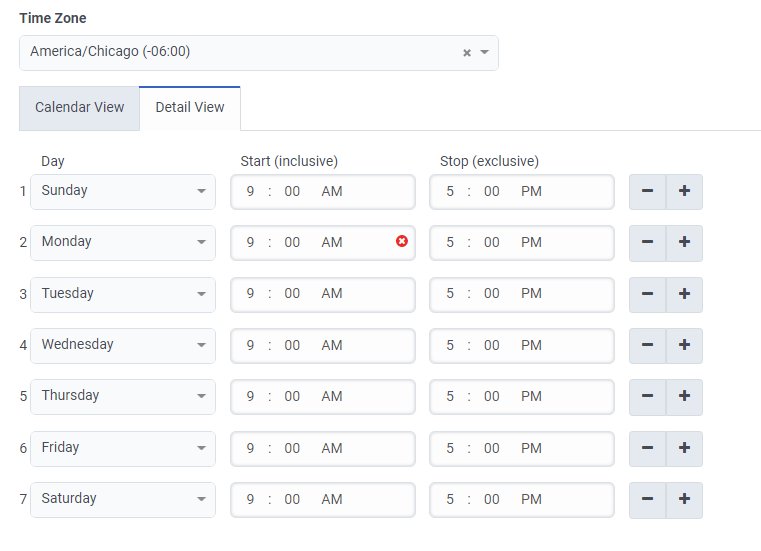 Time Zone
America/Chicago (-06:00)
Calendar View Detail View
Day Start (inclusive) Stop (exclusive)
1 Sunday 9 : 00 AM 5 : 00 PM
2 Monday 9 : 00 AM 5 : 00 PM
3 Tuesday 9 : 00 AM 5 : 00 PM
4 Wednesday 9 : 00 AM 5 : 00 PM
5 Thursday 9 : 00 AM 5 : 00 PM
6 Friday 9 : 00 AM 5 : 00 PM
7 Saturday 9 : 00 AM 5 : 00 PM